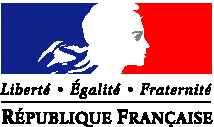 Liberté • Égalité • Fraternité
RÉPUBLIQUE FRANÇAISE